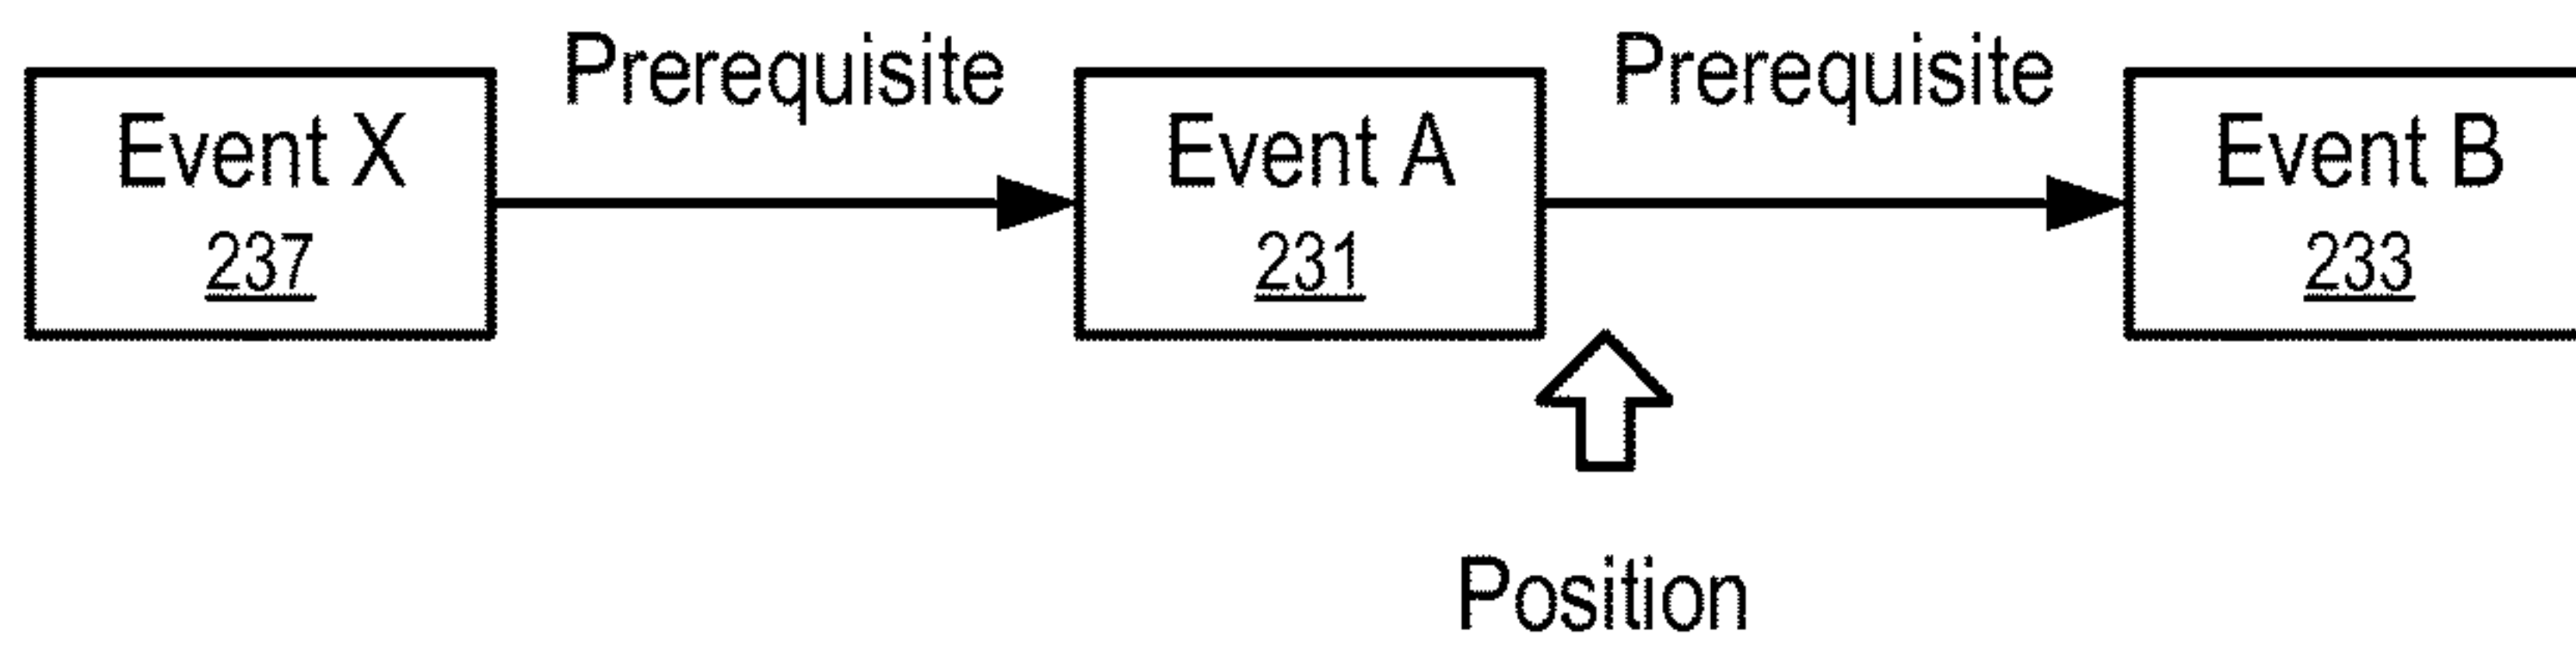 Prerequisite
Prerequisite
Event X
237
Event A
231
Event B
233
Position